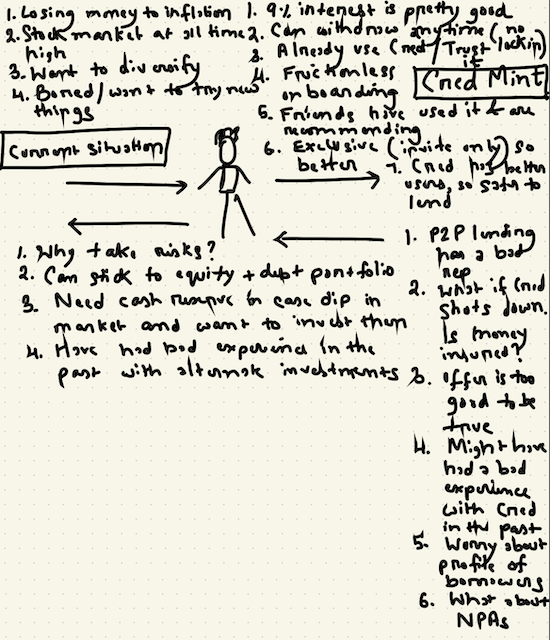 1. Losing money to inflation
2. Stock market at all time
high
3. Want to diversify
4. Bored / want to try new
things
Current situation
1. 9% interest is pretty good
2. Can withdraw anytime (no
lockin)
3. Already use Cred / Trust
it
4. Frictionless
on boarding
Cred Mint
5. Friends have used it & are
recommending
6. Exclusive (invite only) so
better
7. Cred has better
users, so safe to
lend
1. Why take risks?
2. Can stick to equity + debt portfolio
3. Need cash reserve in case dip in
market and want to invest then
4. Have had bad experience in the
past with alternate investments
1. P2P lending
has a bad
rep
2. What if Cred
shuts down.
Is money
insured?
3. offer is too
good to be
true
4. Might have
had a bad
experience
with Cred
in the past
5. Worry about
profile of
borrowers
6. What about
NPAs